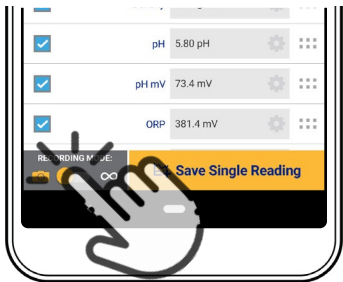 pH 5.80 pH
pH mV 73.4 mV
ORP 381.4 mV
RECORDING MODE:
Save Single Reading